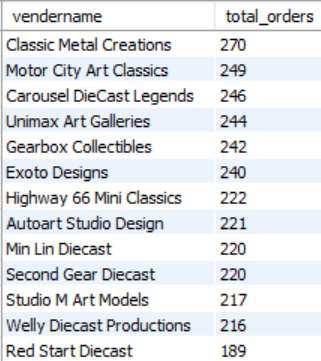 vendername total_orders
Classic Metal Creations 270
Motor City Art Classics 249
Carousel DieCast Legends 246
Unimax Art Galleries 244
Gearbox Collectibles 242
Exoto Designs 240
Highway 66 Mini Classics 222
Autoart Studio Design 221
Min Lin Diecast 220
Second Gear Diecast 220
Studio M Art Models 217
Welly Diecast Productions 216
Red Start Diecast 189